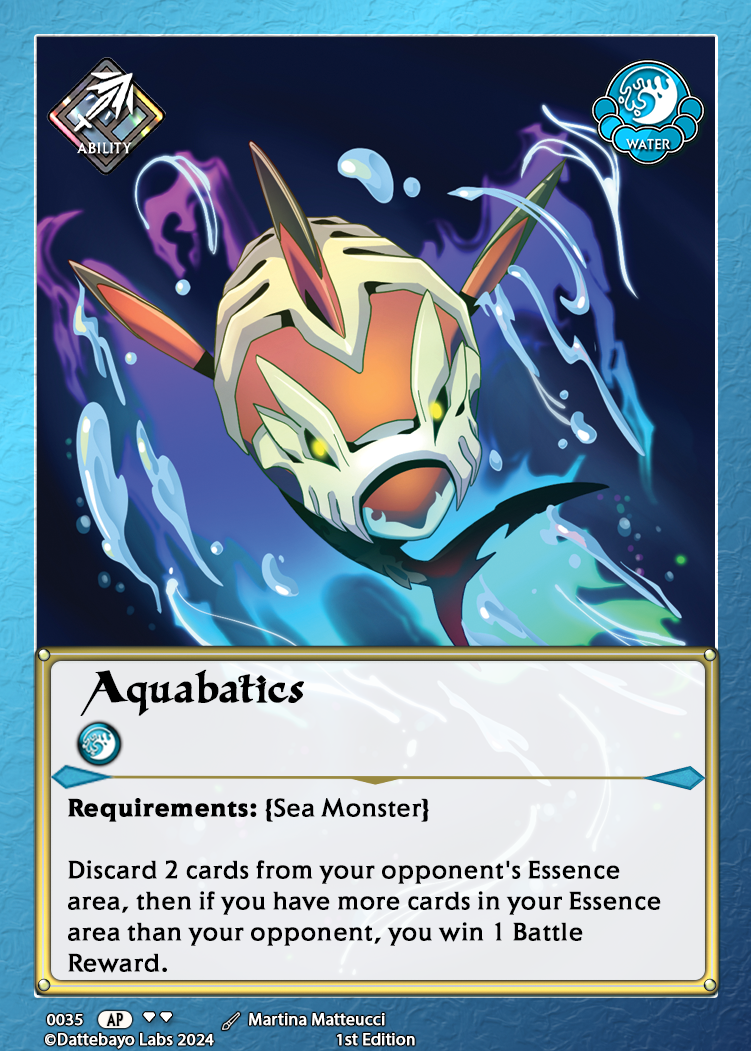 ABILITY
WATER
Aquabatics
Requirements: {Sea Monster}
Discard 2 cards from your opponent's Essence
area, then if you have more cards in your Essence
area than your opponent, you win 1 Battle
Reward.
0035 AP Martina Matteucci
©Dattebayo Labs 2024 1st Edition